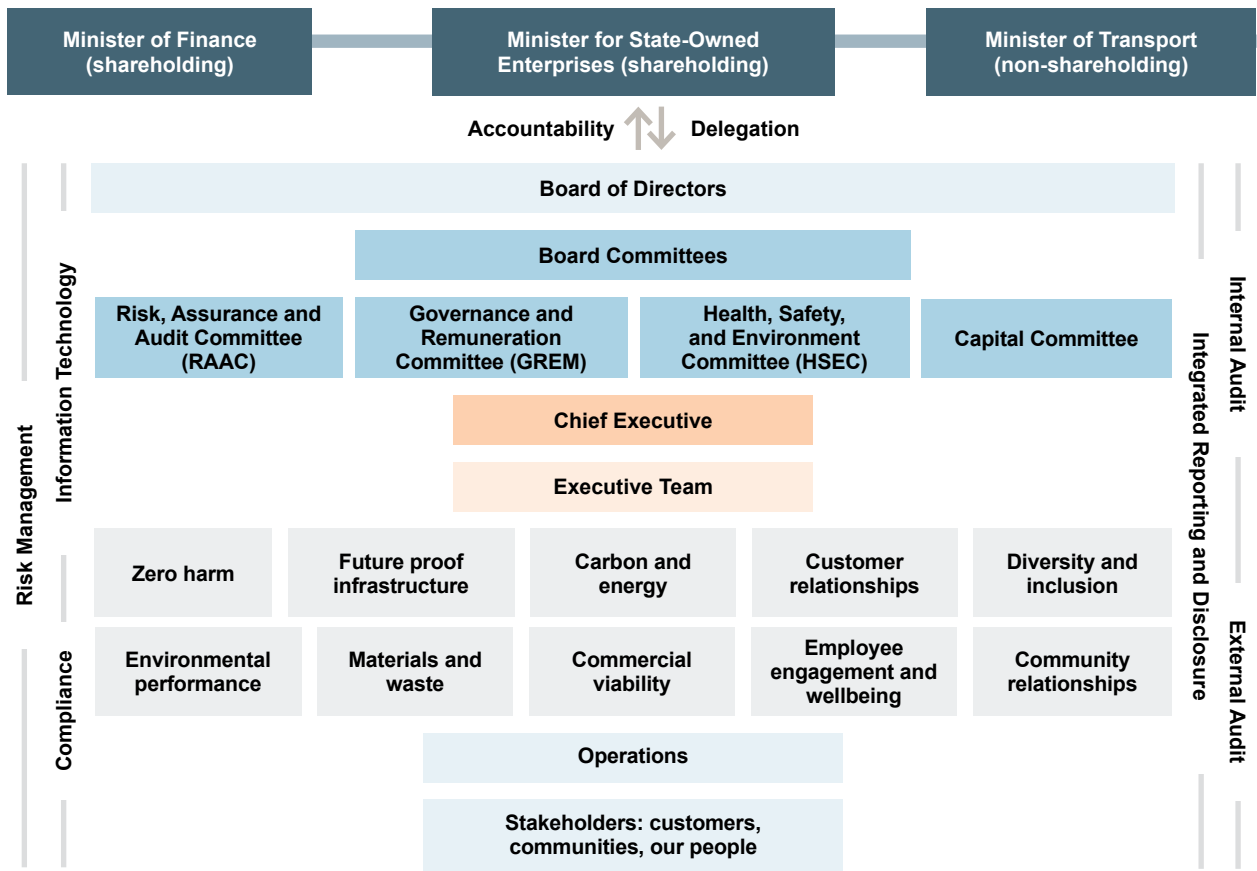 Minister of Finance
(shareholding)
Minister for State-Owned
Enterprises (shareholding)
Minister of Transport
(non-shareholding)
Accountability
Delegation
Board of Directors
Board Committees
Risk, Assurance and
Audit Committee
(RAAC)
Governance and
Remuneration
Committee (GREM)
Health, Safety,
and Environment
Committee (HSEC)
Capital Committee
Chief Executive
Executive Team
Zero harm
Future proof
infrastructure
Carbon and
energy
Customer
relationships
Diversity and
inclusion
Environmental
performance
Materials and
waste
Commercial
viability
Employee
engagement and
wellbeing
Community
relationships
Operations
Stakeholders: customers,
communities, our people
Risk Management
Information Technology
Compliance
Integrated Reporting and Disclosure
Internal Audit
External Audit